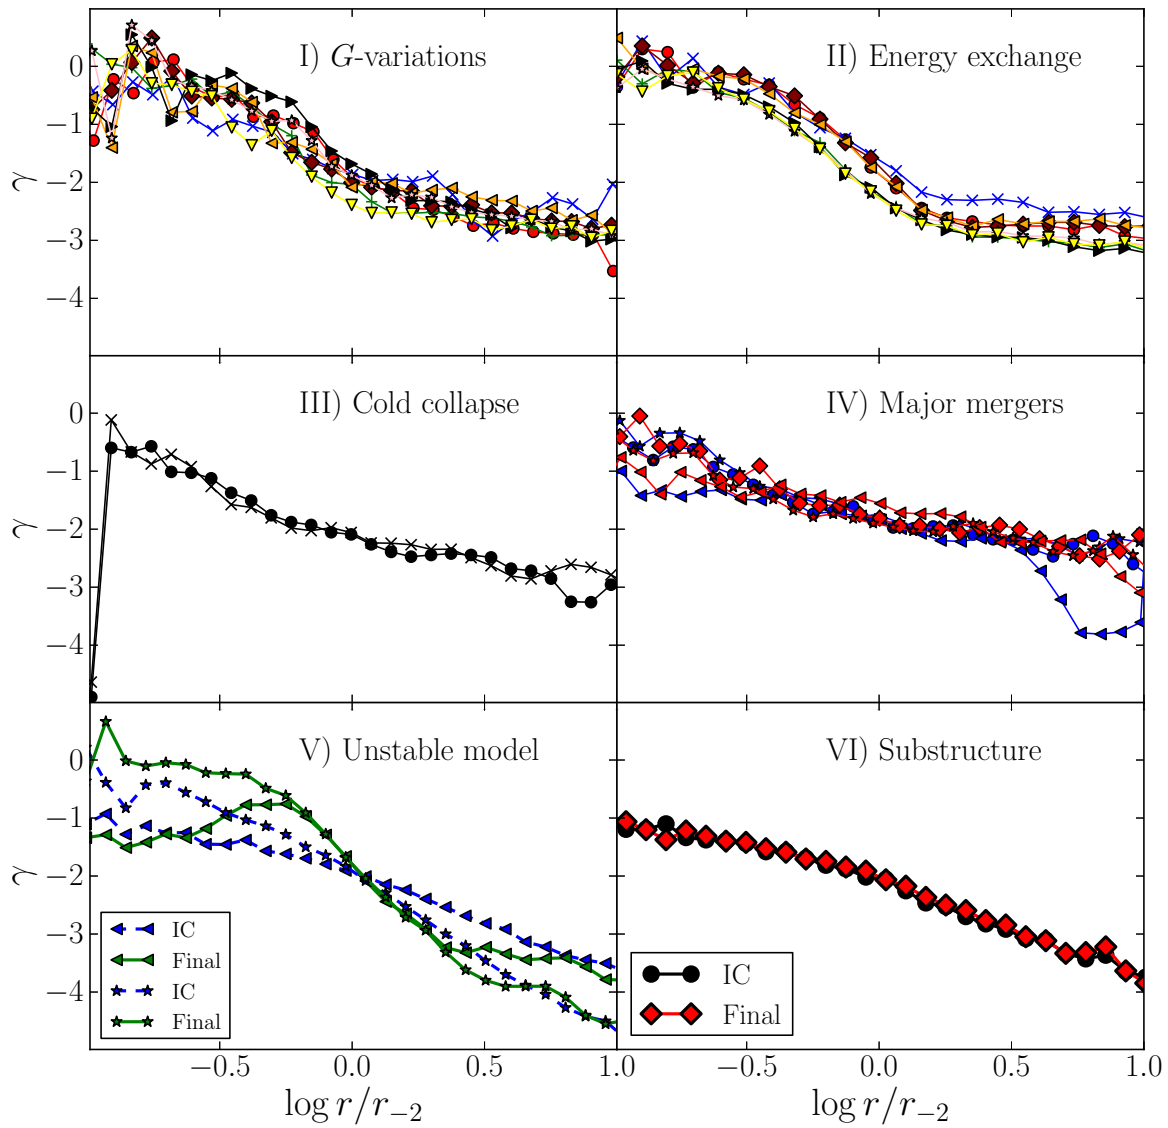 I) G-variations
II) Energy exchange
0
−1
−2
−3
−4
γ
III) Cold collapse
IV) Major mergers
0
−1
−2
−3
−4
γ
V) Unstable model
VI) Substructure
0
−1
−2
−3
−4
γ
IC
Final
IC
Final
IC
Final
−0.5
0.0
0.5
1.0
−0.5
0.0
0.5
1.0
log r/r₋₂
log r/r₋₂